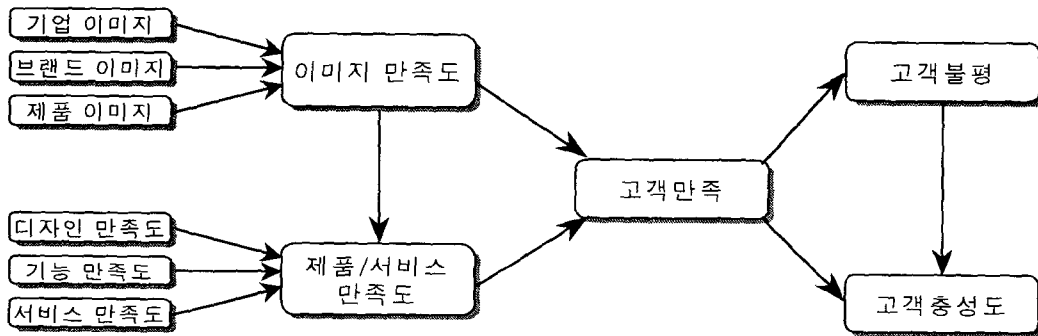 기업 이미지
브랜드 이미지
제품 이미지
이미지 만족도
고객불평
고객만족
디자인 만족도
기능 만족도
서비스 만족도
제품/서비스
만족도
고객충성도